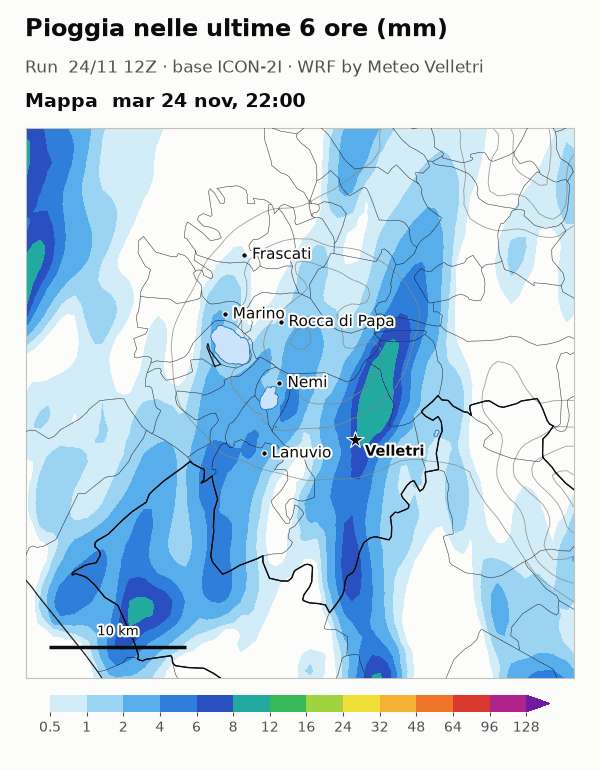 Pioggia nelle ultime 6 ore (mm)
Run  24/11 12Z · base ICON-2I · WRF by Meteo Velletri
Mappa  mar 24 nov, 22:00
Frascati
Marino
Rocca di Papa
Nemi
Velletri
Lanuvio
10 km
0.5 1 2 4 6 8 12 16 24 32 48 64 96 128